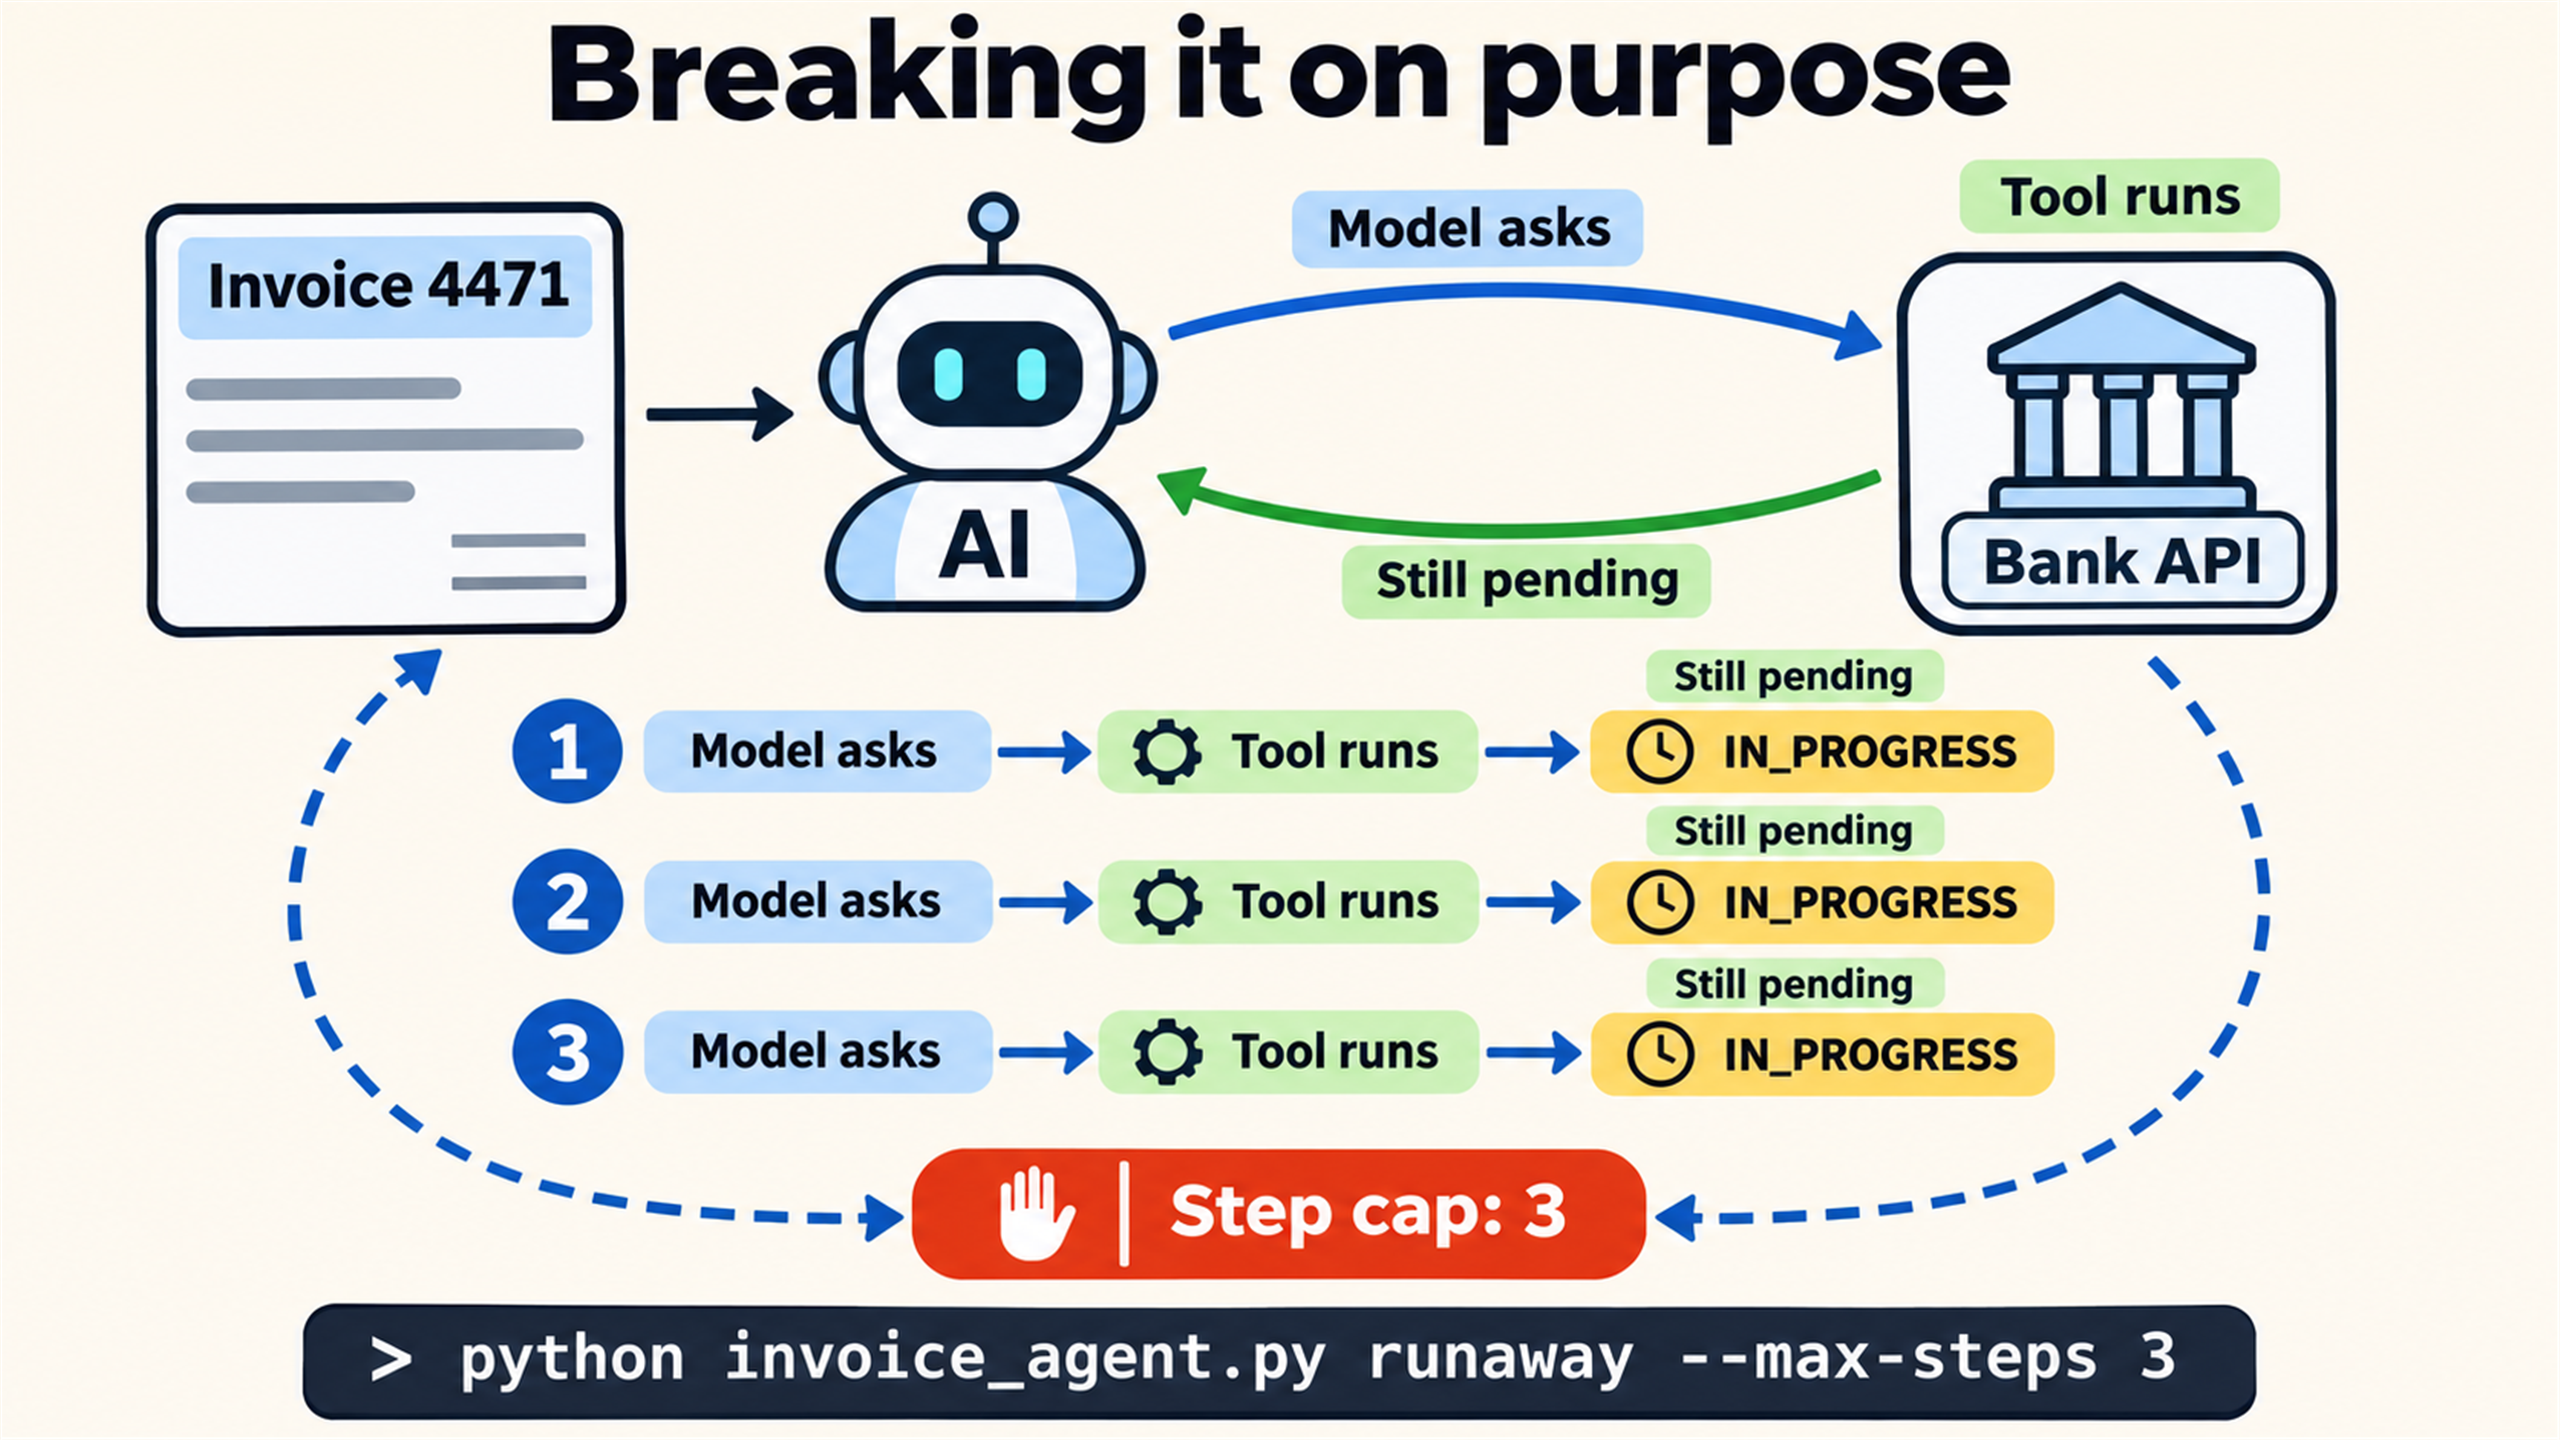 Breaking it on purpose
Invoice 4471
AI
Model asks
Still pending
Tool runs
Bank API
Still pending
1 Model asks Tool runs IN_PROGRESS
Still pending
2 Model asks Tool runs IN_PROGRESS
Still pending
3 Model asks Tool runs IN_PROGRESS
Step cap: 3
> python invoice_agent.py runaway --max-steps 3